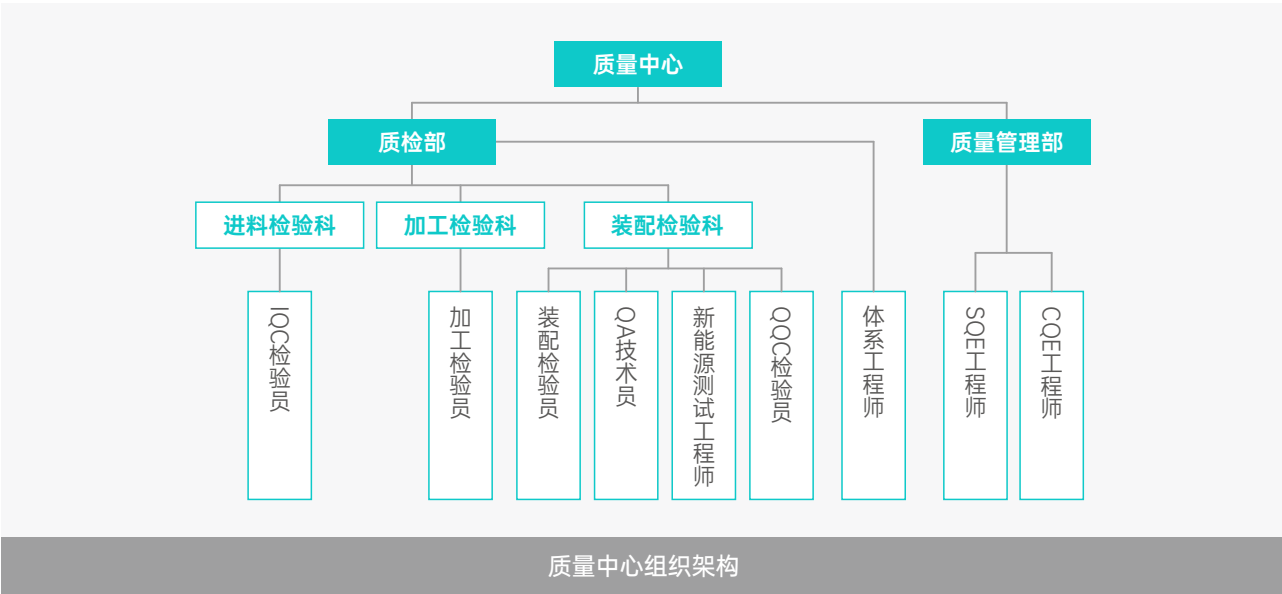 质量中心
质检部
质量管理部
进料检验科
加工检验科
装配检验科
IQC检验员
加工检验员
装配检验员
QA技术员
新能源测试工程师
QQC检验员
体系工程师
SQE工程师
CQE工程师
质量中心组织架构